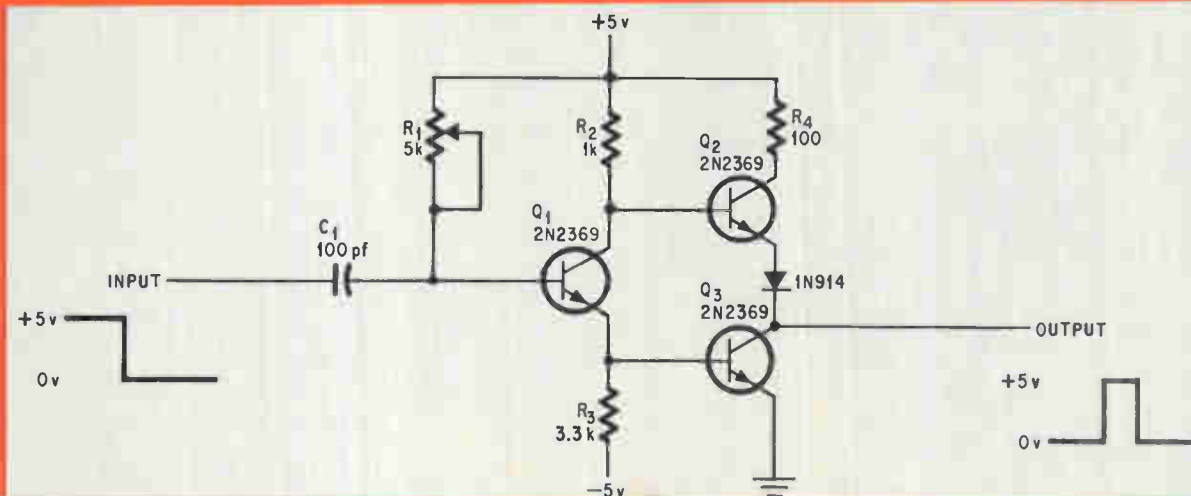 +5v
R1
5k
R2
1k
R4
100
Q2
2N2369
C1
100 pf
Q1
2N2369
INPUT
1N914
Q3
2N2369
OUTPUT
+5v
0v
+5v
0v
R3
3.3k
−5v